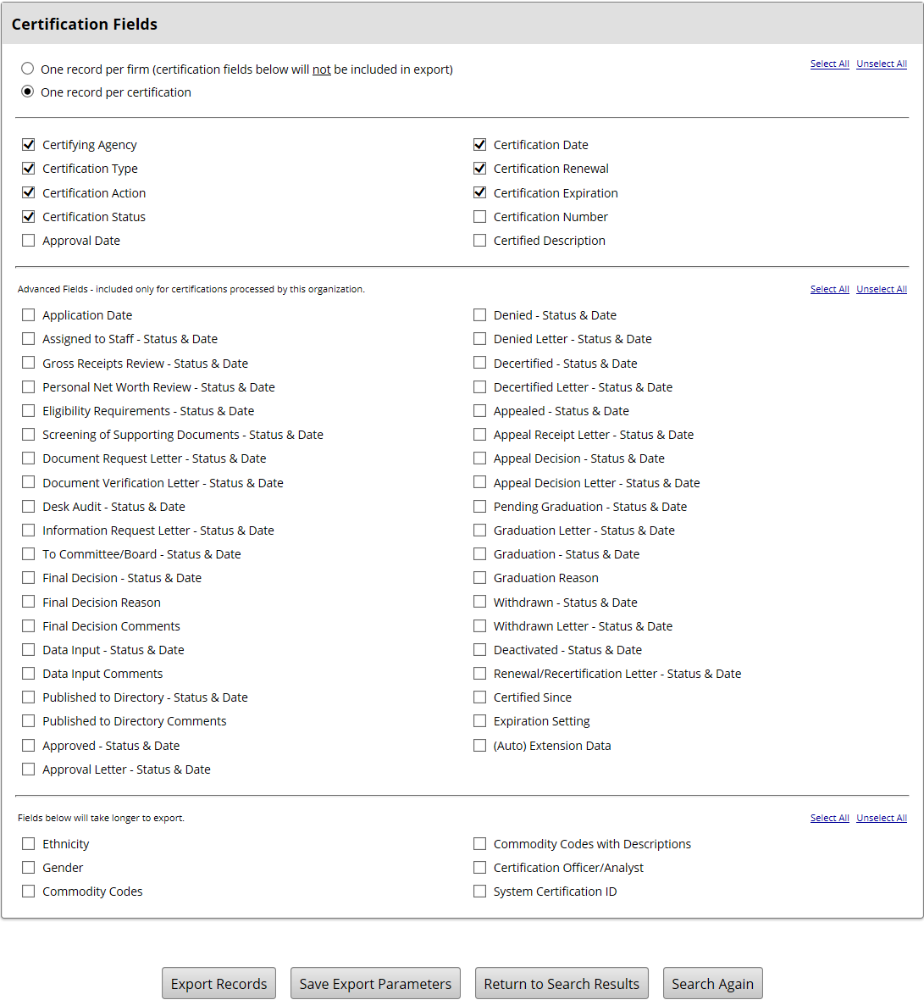 Certification Fields
One record per firm (certification fields below will not be included in export)
Select All Unselect All
One record per certification
Certifying Agency
Certification Type
Certification Action
Certification Status
Approval Date
Certification Date
Certification Renewal
Certification Expiration
Certification Number
Certified Description
Advanced Fields - included only for certifications processed by this organization.
Select All Unselect All
Application Date
Assigned to Staff - Status & Date
Gross Receipts Review - Status & Date
Personal Net Worth Review - Status & Date
Eligibility Requirements - Status & Date
Screening of Supporting Documents - Status & Date
Document Request Letter - Status & Date
Document Verification Letter - Status & Date
Desk Audit - Status & Date
Information Request Letter - Status & Date
To Committee/Board - Status & Date
Final Decision - Status & Date
Final Decision Reason
Final Decision Comments
Data Input - Status & Date
Data Input Comments
Published to Directory - Status & Date
Published to Directory Comments
Approved - Status & Date
Approval Letter - Status & Date
Denied - Status & Date
Denied Letter - Status & Date
Decertified - Status & Date
Decertified Letter - Status & Date
Appealed - Status & Date
Appeal Receipt Letter - Status & Date
Appeal Decision - Status & Date
Appeal Decision Letter - Status & Date
Pending Graduation - Status & Date
Graduation Letter - Status & Date
Graduation - Status & Date
Graduation Reason
Withdrawn - Status & Date
Withdrawn Letter - Status & Date
Deactivated - Status & Date
Renewal/Recertification Letter - Status & Date
Certified Since
Expiration Setting
(Auto) Extension Data
Fields below will take longer to export.
Select All Unselect All
Ethnicity
Gender
Commodity Codes
Commodity Codes with Descriptions
Certification Officer/Analyst
System Certification ID
Export Records
Save Export Parameters
Return to Search Results
Search Again